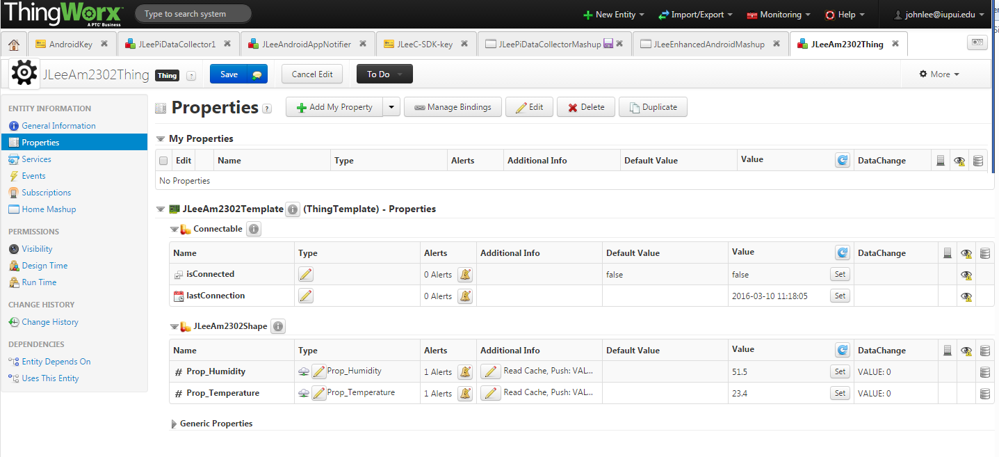 ThingWorx
A PTC Business
Type to search system
New Entity
Import/Export
Monitoring
Help
johnlee@iupui.edu
AndroidKey
JLeePiDataCollector1
JLeeAndroidAppNotifier
JLeeC-SDK-key
JLeePiDataCollectorMashup
JLeeEnhancedAndroidMashup
JLeeAm2302Thing
JLeeAm2302Thing Thing ?
Save
Cancel Edit
To Do
More
ENTITY INFORMATION
General Information
Properties
Services
Events
Subscriptions
Home Mashup
PERMISSIONS
Visibility
Design Time
Run Time
CHANGE HISTORY
Change History
DEPENDENCIES
Entity Depends On
Uses This Entity
Properties ?
Add My Property
Manage Bindings
Edit
Delete
Duplicate
My Properties
Edit Name Type Alerts Additional Info Default Value Value DataChange
No Properties
JLeeAm2302Template (ThingTemplate) - Properties
Connectable
Name Type Alerts Additional Info Default Value Value DataChange
isConnected 0 Alerts false false Set
lastConnection 0 Alerts 2016-03-10 11:18:05 Set
JLeeAm2302Shape
Name Type Alerts Additional Info Default Value Value DataChange
# Prop_Humidity Prop_Humidity 1 Alerts Read Cache, Push: VAL... 51.5 Set VALUE: 0
# Prop_Temperature Prop_Temperature 1 Alerts Read Cache, Push: VAL... 23.4 Set VALUE: 0
Generic Properties